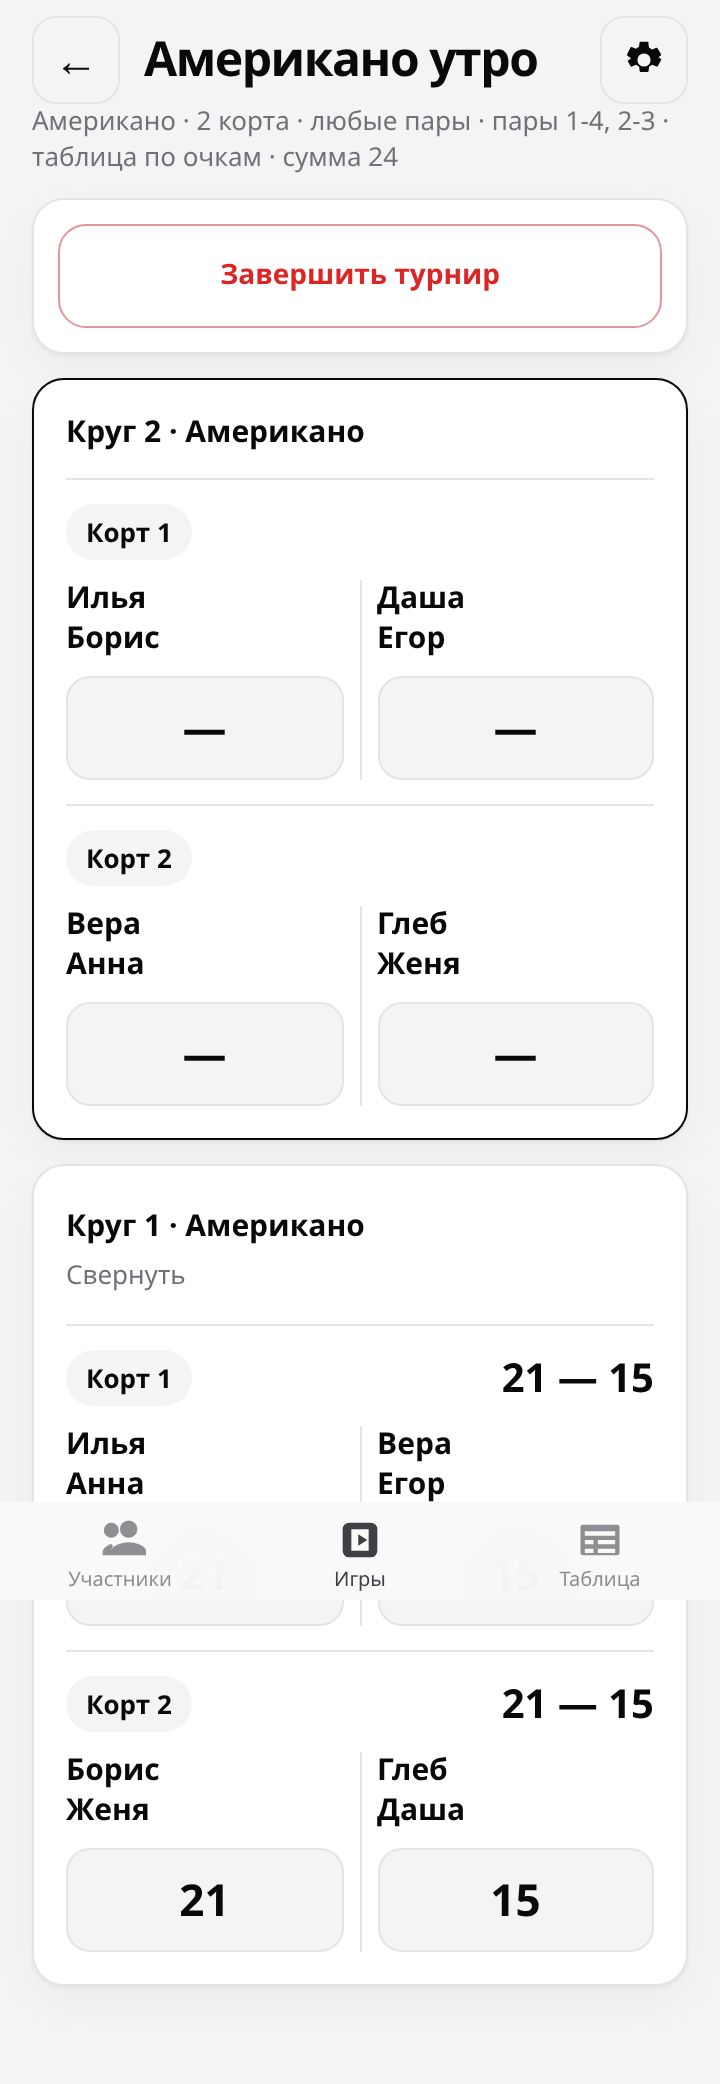 ←
Американо утро
Американо · 2 корта · любые пары · пары 1-4, 2-3 ·
таблица по очкам · сумма 24
Завершить турнир
Круг 2 · Американо
Корт 1
Илья
Борис
Даша
Егор
—
—
Корт 2
Вера
Анна
Глеб
Женя
—
—
Круг 1 · Американо
Свернуть
Корт 1
21 — 15
Илья
Анна
Вера
Егор
21
15
Участники
Игры
Таблица
Корт 2
21 — 15
Борис
Женя
Глеб
Даша
21
15